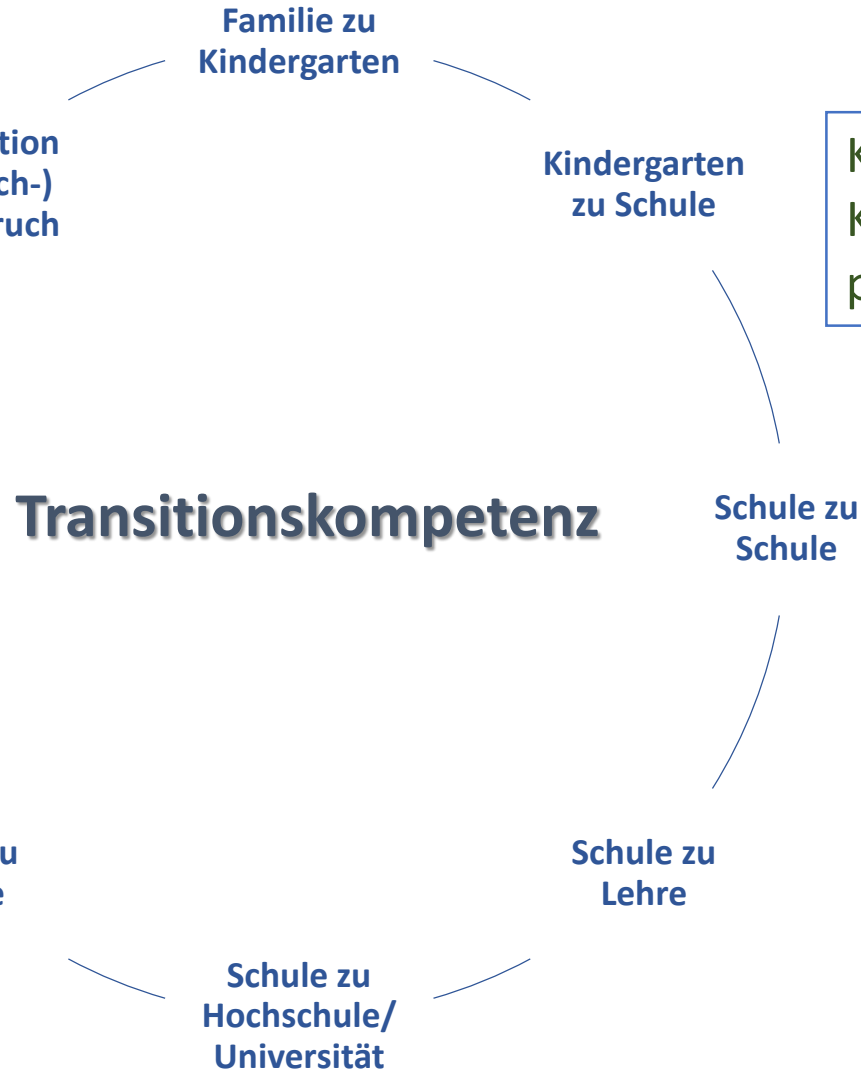 Familie zu
Kindergarten
Kindergarten
zu Schule
Transitionskompetenz
Schule zu
Schule
Schule zu
Lehre
Schule zu
Hochschule/
Universität